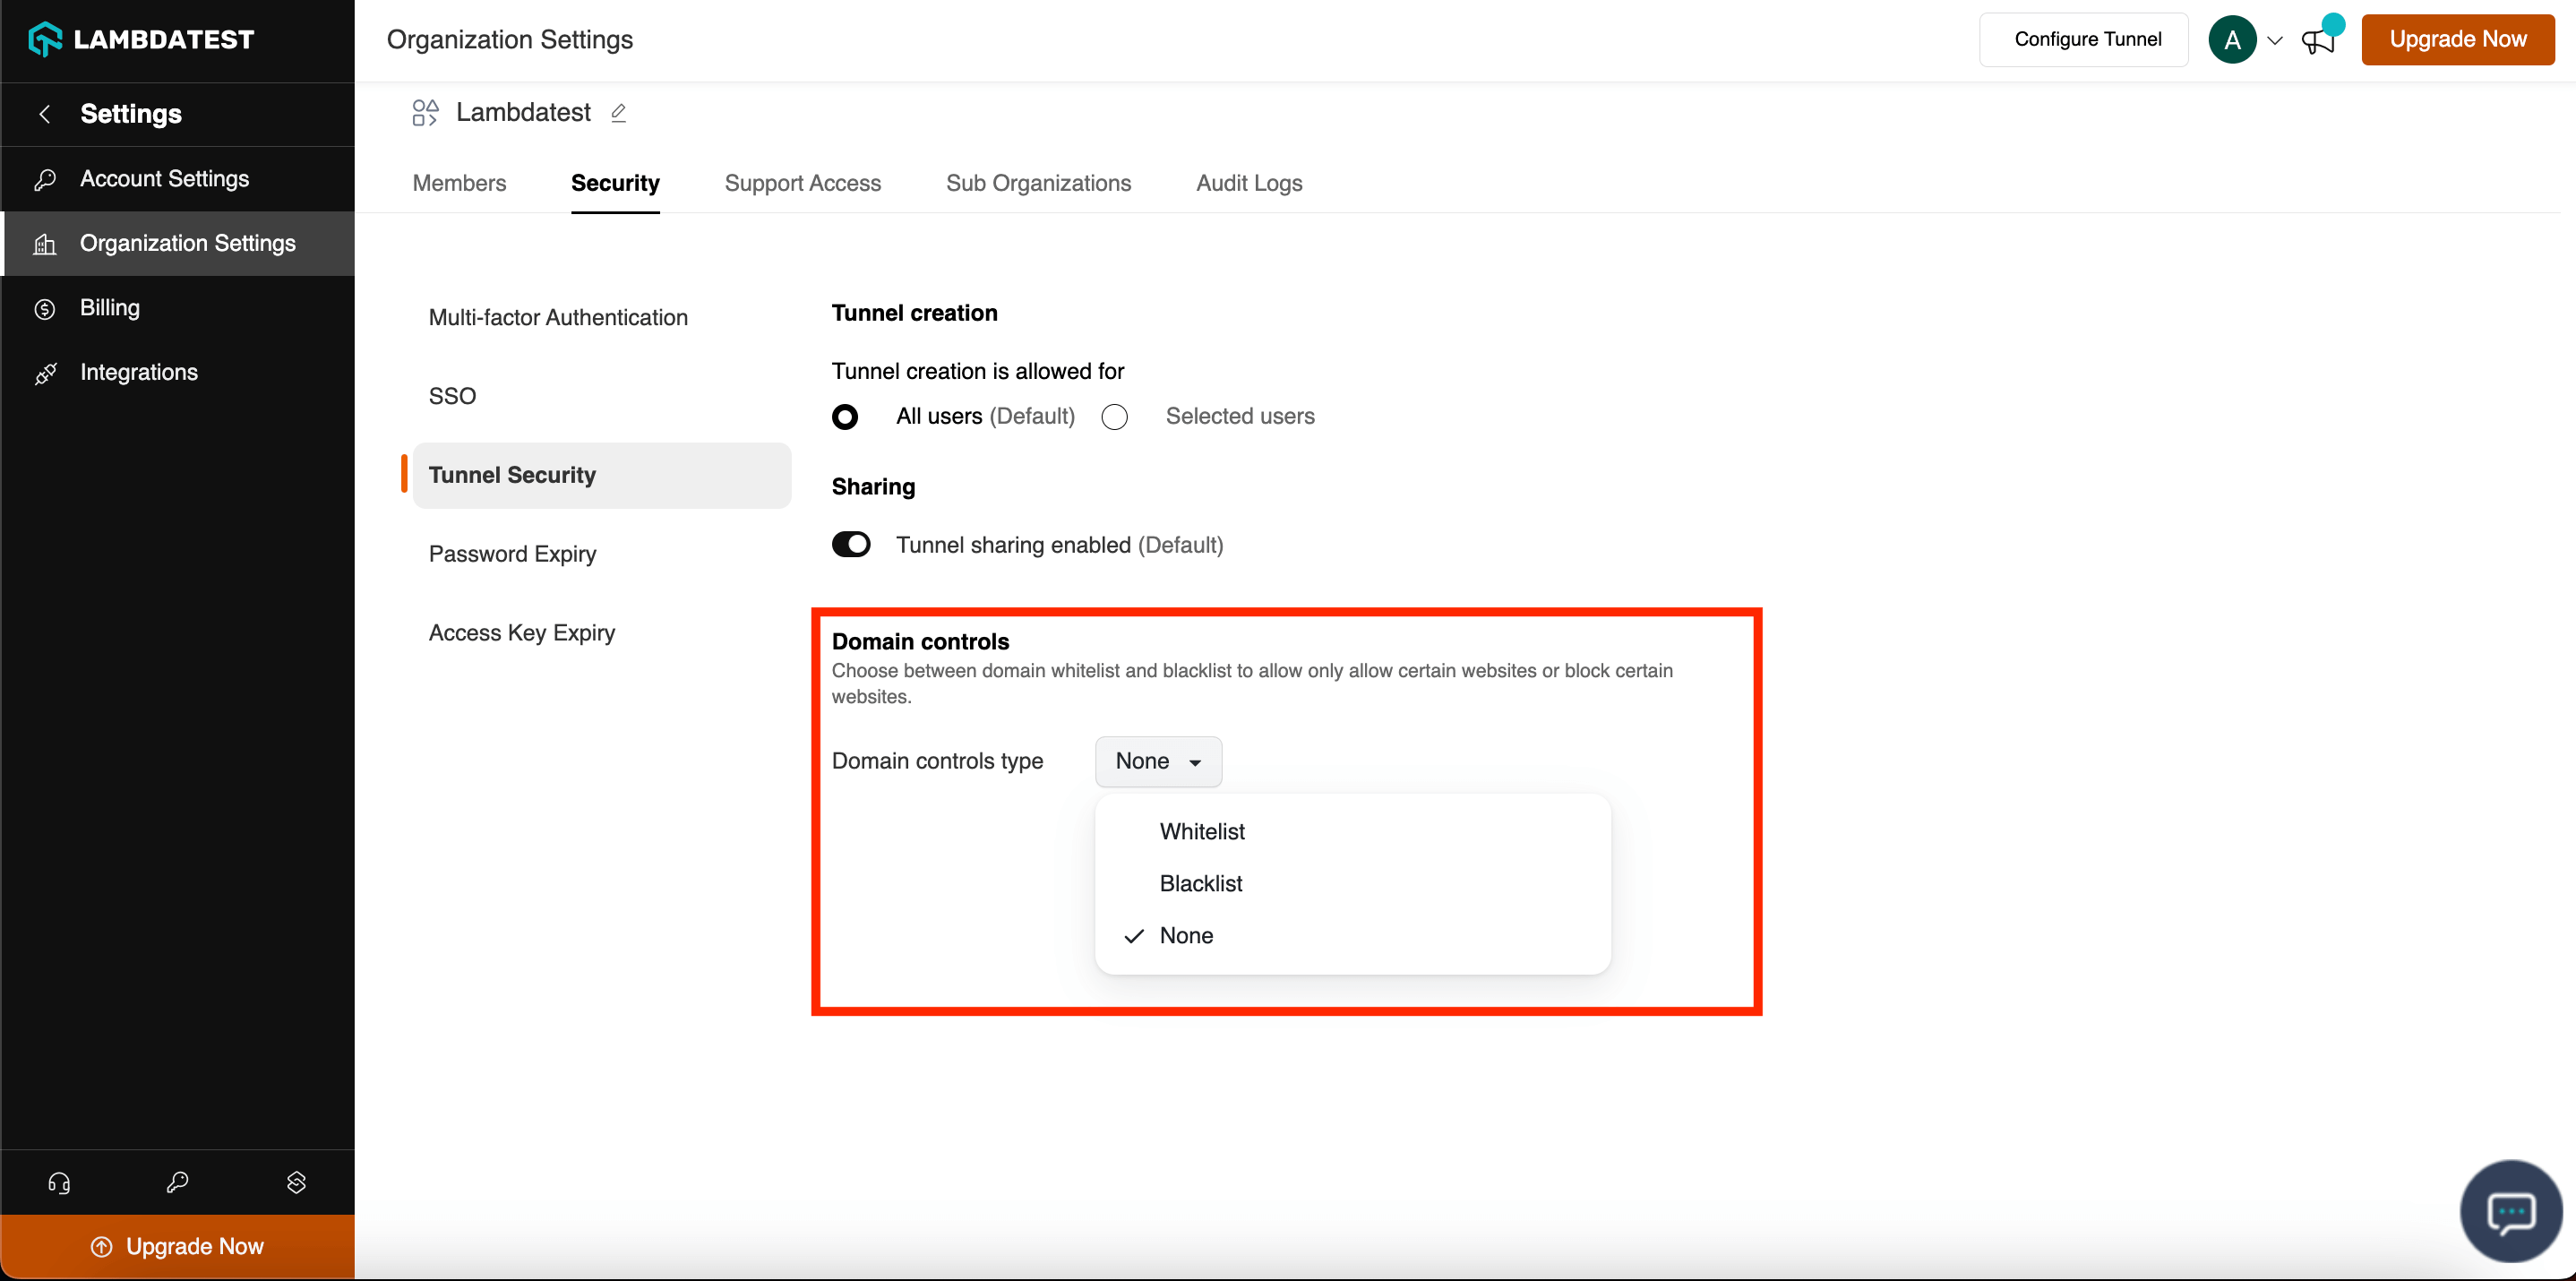 LAMBDATEST
Organization Settings
Configure Tunnel
A
Upgrade Now
Settings
Lambdatest
Account Settings
Members
Security
Support Access
Sub Organizations
Audit Logs
Organization Settings
Billing
Integrations
Multi-factor Authentication
SSO
Tunnel Security
Password Expiry
Access Key Expiry
Tunnel creation
Tunnel creation is allowed for
All users (Default)
Selected users
Sharing
Tunnel sharing enabled (Default)
Domain controls
Choose between domain whitelist and blacklist to allow only allow certain websites or block certain
websites.
Domain controls type
None
Whitelist
Blacklist
None
Upgrade Now